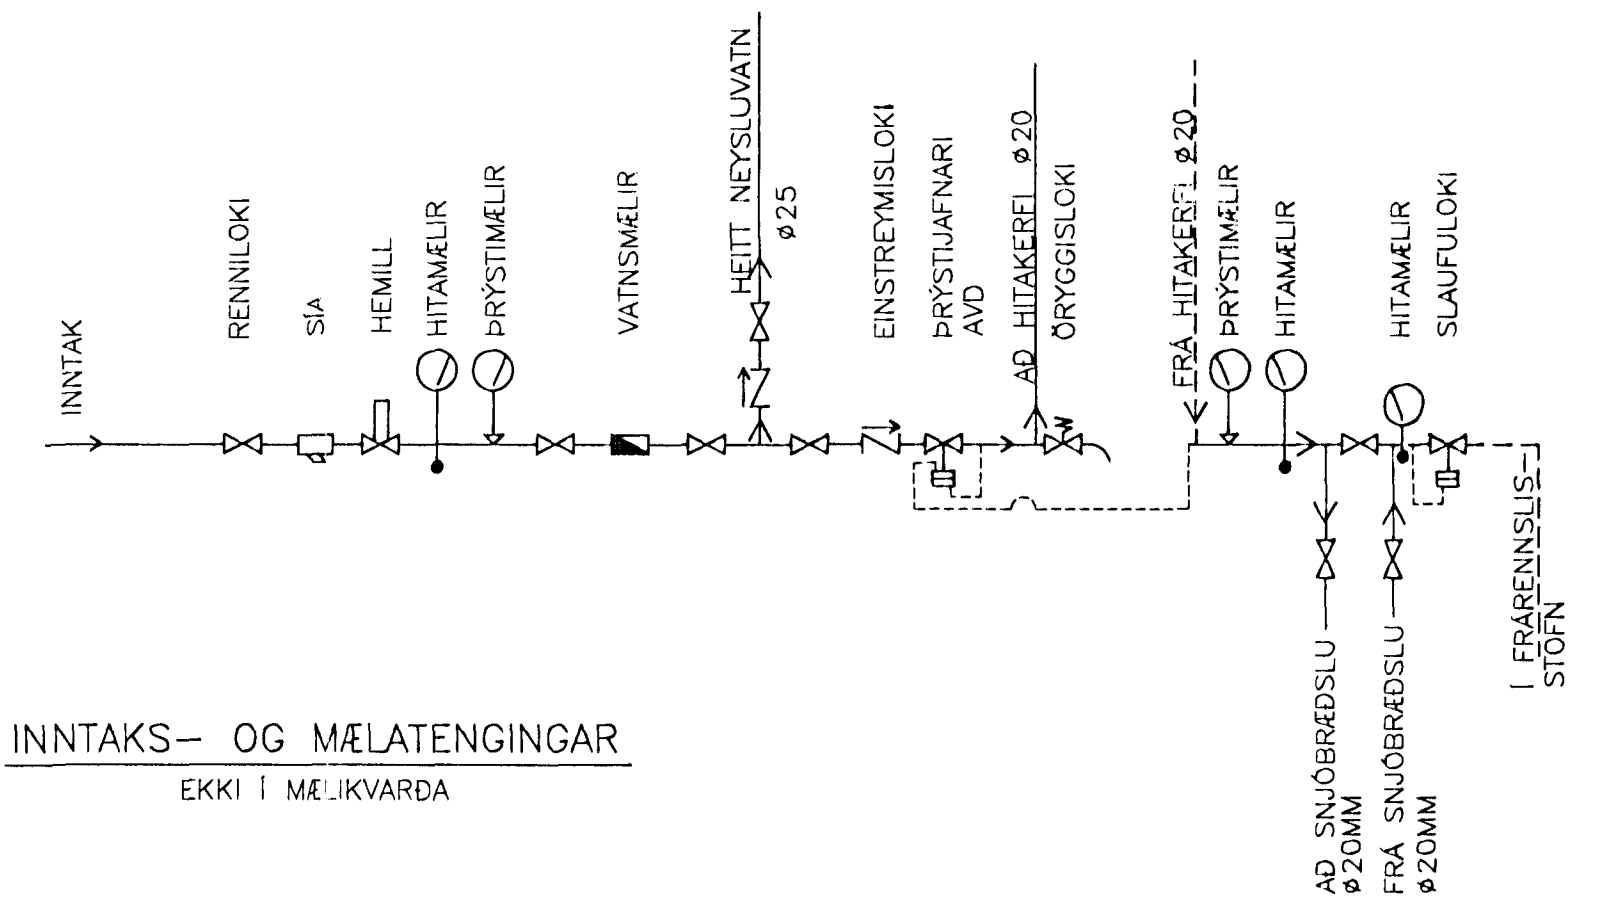 INNTAK
RENNILOKI
SÍA
HEMILL
HITAMÆLIR
ÞRÝSTIMÆLIR
VATNSMÆLIR
HEITT NEYSLUVATN
ø25
EINSTREYMISLOKI
ÞRÝSTIJAFNARI
AVD
AÐ HITAKERFI ø20
ÖRYGGISLOKI
FRÁ HITAKERFI ø20
ÞRÝSTIMÆLIR
HITAMÆLIR
HITAMÆLIR
SLAUFULOKI
AÐ SNJÓBRÆÐSLU
ø20MM
FRÁ SNJÓBRÆÐSLU
ø20MM
Í FRÁRENNSLIS-
STOFN
INNTAKS- OG MÆLATENGINGAR
EKKI Í MÆLIKVARÐA